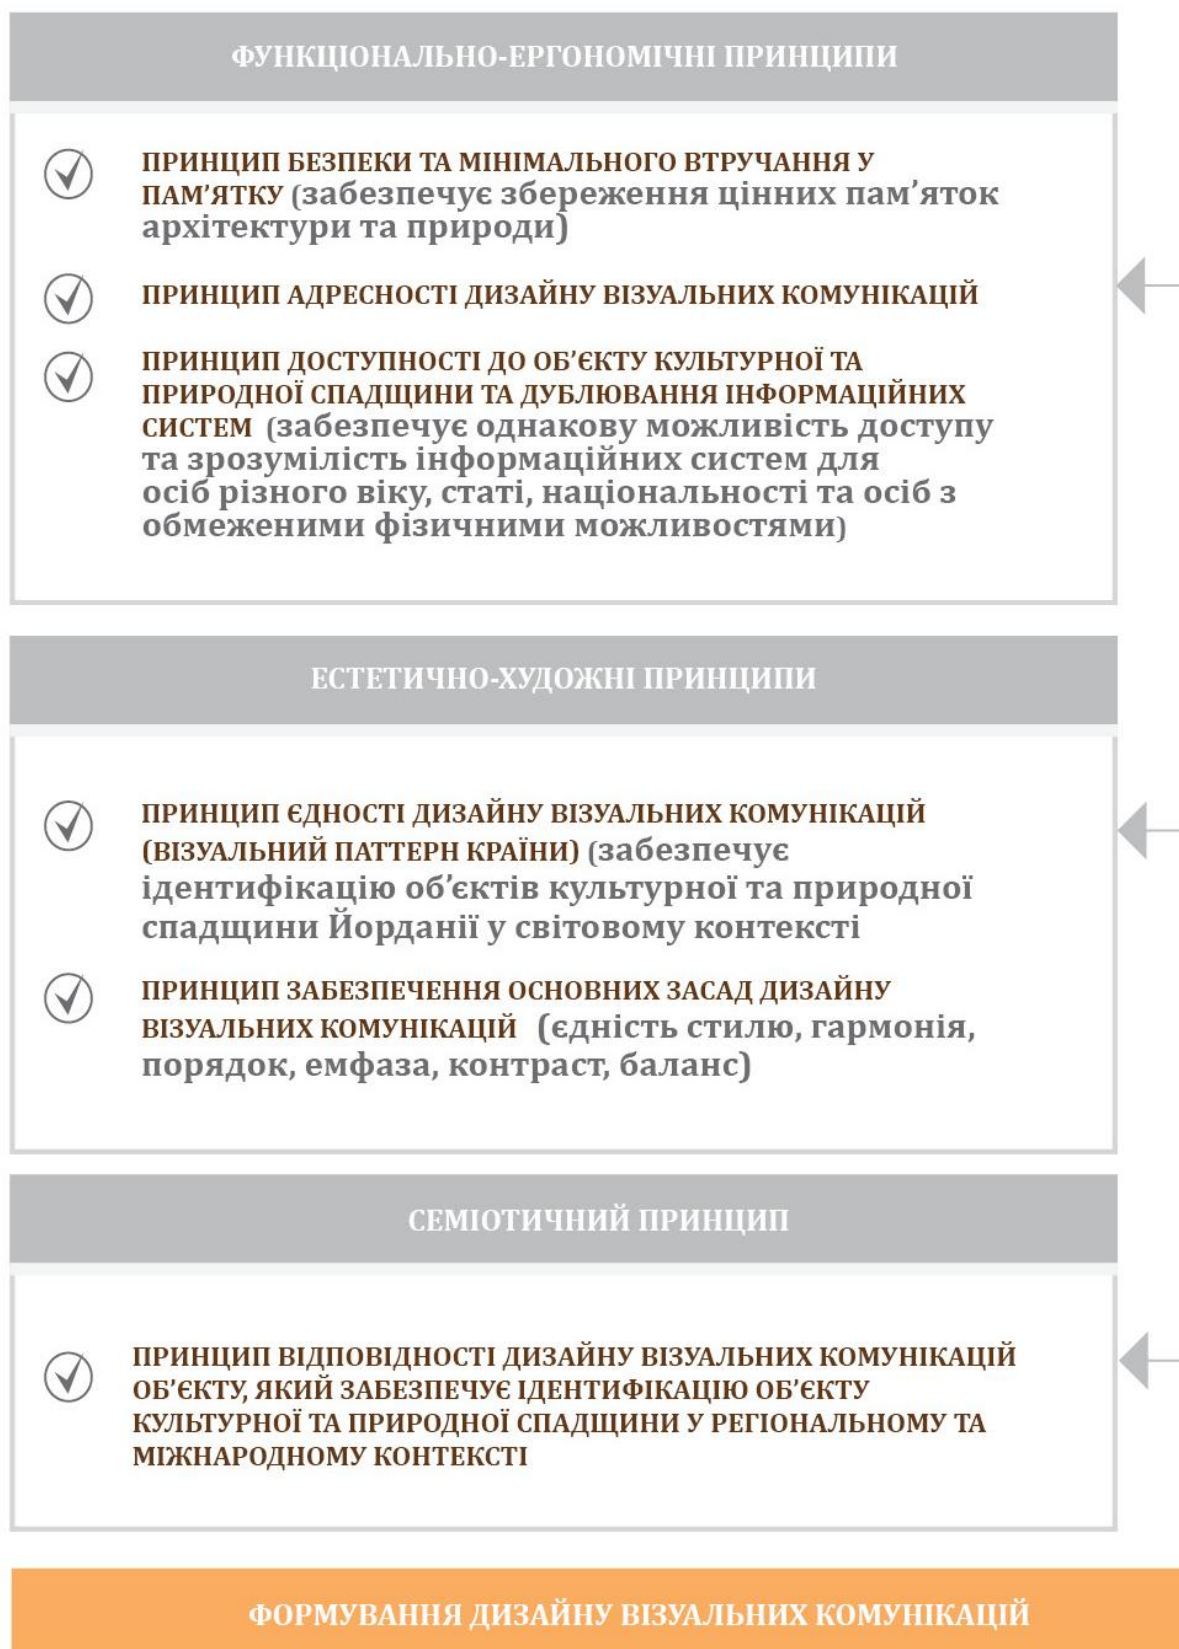 ФУНКЦІОНАЛЬНО-ЕРГОНОМІЧНІ ПРИНЦИПИ
ПРИНЦИП БЕЗПЕКИ ТА МІНІМАЛЬНОГО ВТРУЧАННЯ У
ПАМ’ЯТКУ (забезпечує збереження цінних пам’яток
архітектури та природи)
ПРИНЦИП АДРЕСНОСТІ ДИЗАЙНУ ВІЗУАЛЬНИХ КОМУНІКАЦІЙ
ПРИНЦИП ДОСТУПНОСТІ ДО ОБ’ЄКТУ КУЛЬТУРНОЇ ТА
ПРИРОДНОЇ СПАДЩИНИ ТА ДУБЛЮВАННЯ ІНФОРМАЦІЙНИХ
СИСТЕМ (забезпечує однакову можливість доступу
та зрозумілість інформаційних систем для
осіб різного віку, статі, національності та осіб з
обмеженими фізичними можливостями)
ЕСТЕТИЧНО-ХУДОЖНІ ПРИНЦИПИ
ПРИНЦИП ЄДНОСТІ ДИЗАЙНУ ВІЗУАЛЬНИХ КОМУНІКАЦІЙ
(ВІЗУАЛЬНИЙ ПАТТЕРН КРАЇНИ) (забезпечує
ідентифікацію об’єктів культурної та природної
спадщини Йорданії у світовому контексті
ПРИНЦИП ЗАБЕЗПЕЧЕННЯ ОСНОВНИХ ЗАСАД ДИЗАЙНУ
ВІЗУАЛЬНИХ КОМУНІКАЦІЙ (єдність стилю, гармонія,
порядок, емфаза, контраст, баланс)
СЕМІОТИЧНИЙ ПРИНЦИП
ПРИНЦИП ВІДПОВІДНОСТІ ДИЗАЙНУ ВІЗУАЛЬНИХ КОМУНІКАЦІЙ
ОБ’ЄКТУ, ЯКИЙ ЗАБЕЗПЕЧУЄ ІДЕНТИФІКАЦІЮ ОБ’ЄКТУ
КУЛЬТУРНОЇ ТА ПРИРОДНОЇ СПАДЩИНИ У РЕГІОНАЛЬНОМУ ТА
МІЖНАРОДНОМУ КОНТЕКСТІ
ФОРМУВАННЯ ДИЗАЙНУ ВІЗУАЛЬНИХ КОМУНІКАЦІЙ